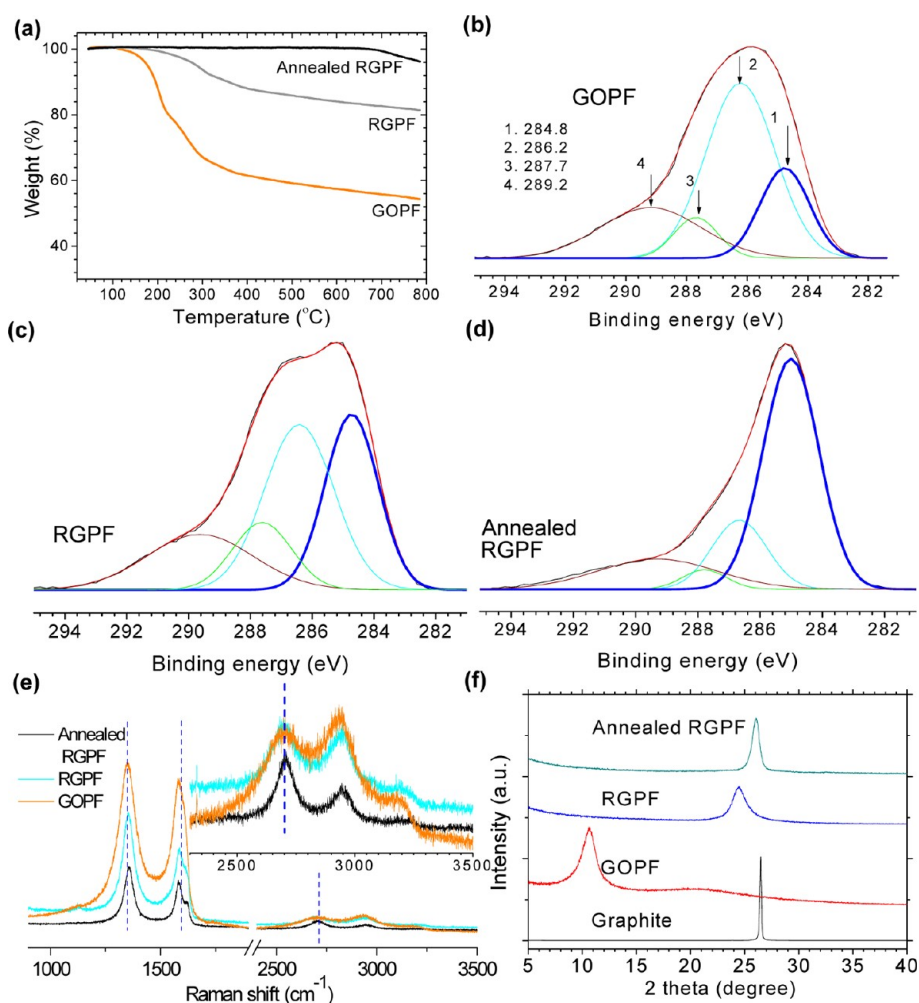 (a)
100
80
60
40
Weight (%)
Annealed RGPF
RGPF
GOPF
100 200 300 400 500 600 700 800
Temperature (°C)
(b)
GOPF
1. 284.8
2. 286.2
3. 287.7
4. 289.2
4
3
2
1
294 292 290 288 286 284 282
Binding energy (eV)
(c)
RGPF
294 292 290 288 286 284 282
Binding energy (eV)
(d)
Annealed
RGPF
294 292 290 288 286 284 282
Binding energy (eV)
(e)
Annealed
RGPF
RGPF
GOPF
2500 3000 3500
1000 1500 2500 3000 3500
Raman shift (cm⁻¹)
(f)
Intensity (a.u.)
Annealed RGPF
RGPF
GOPF
Graphite
5 10 15 20 25 30 35 40
2 theta (degree)